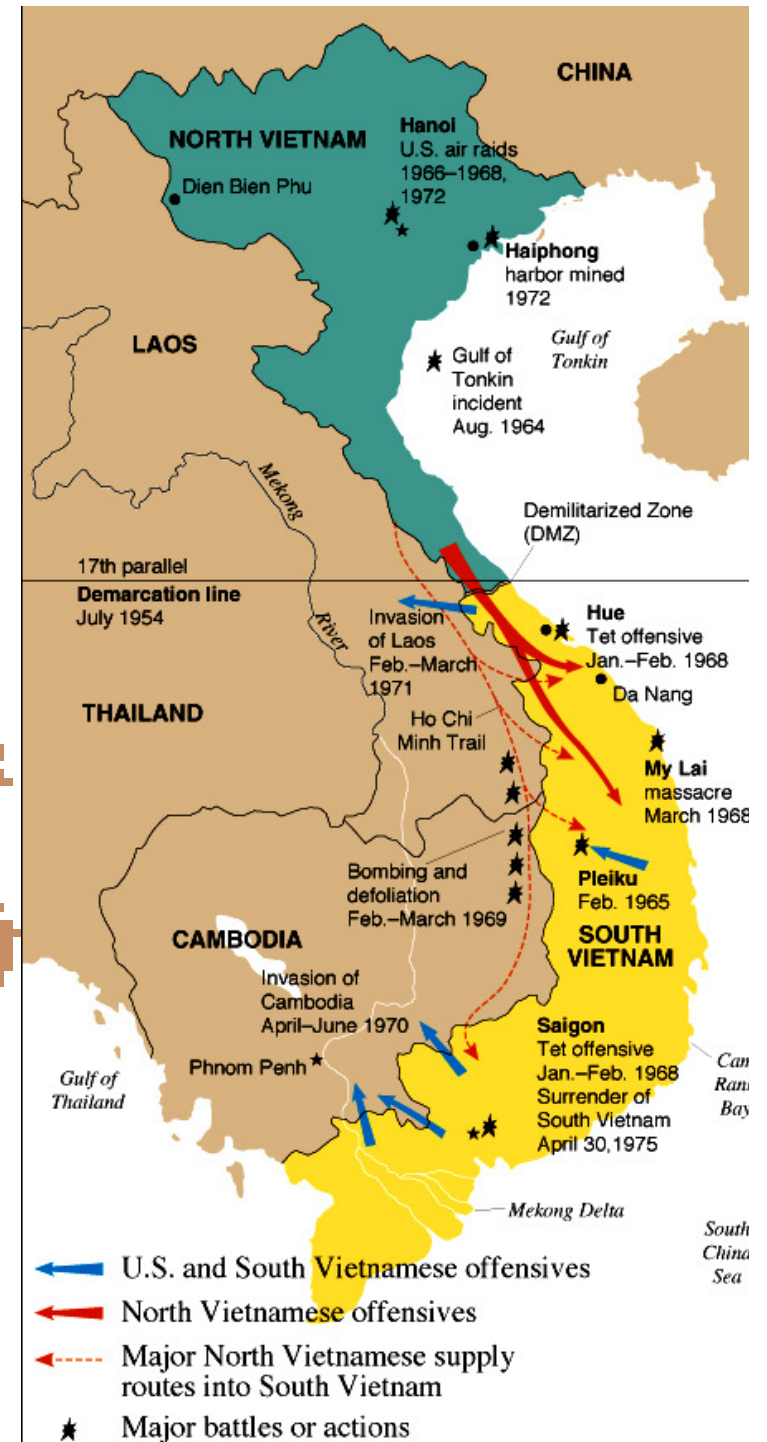 CHINA
NORTH VIETNAM
Hanoi
U.S. air raids
1966–1968,
1972
Dien Bien Phu
Haiphong
harbor mined
1972
LAOS
Gulf of
Tonkin
Gulf of
Tonkin
incident
Aug. 1964
Mekong
River
Demilitarized Zone
(DMZ)
17th parallel
Demarcation line
July 1954
Invasion
of Laos
Feb.–March
1971
Hue
Tet offensive
Jan.–Feb. 1968
Da Nang
THAILAND
Ho Chi
Minh Trail
My Lai
massacre
March 1968
Bombing and
defoliation
Feb.–March 1969
Pleiku
Feb. 1965
SOUTH
VIETNAM
CAMBODIA
Invasion of
Cambodia
April–June 1970
Saigon
Tet offensive
Jan.–Feb. 1968
Surrender of
South Vietnam
April 30, 1975
Phnom Penh
Gulf of
Thailand
Bay
Mekong Delta
South
Sea
U.S. and South Vietnamese offensives
North Vietnamese offensives
Major North Vietnamese supply
routes into South Vietnam
Major battles or actions